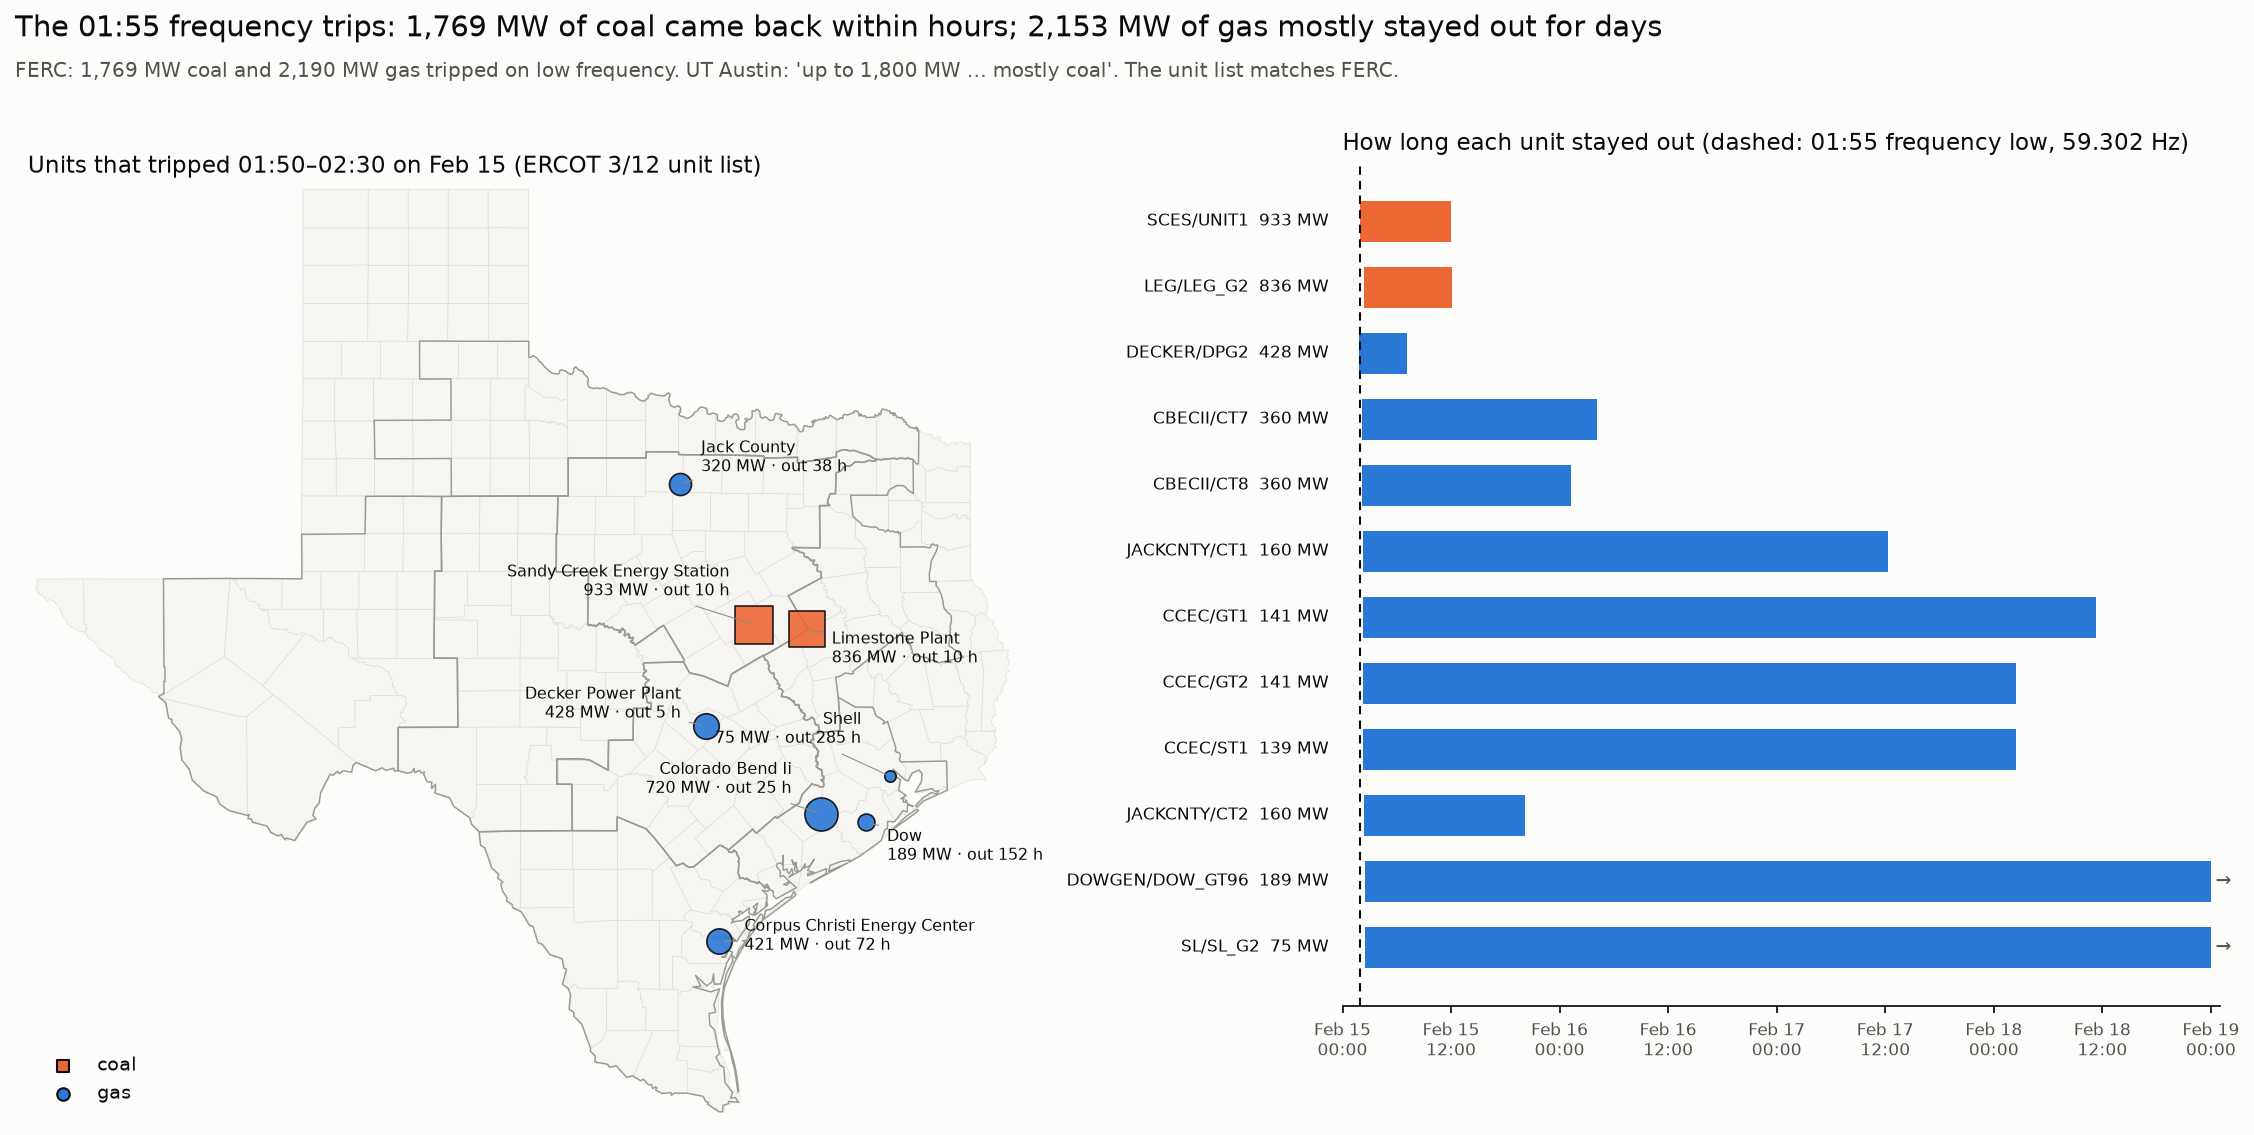 The 01:55 frequency trips: 1,769 MW of coal came back within hours; 2,153 MW of gas mostly stayed out for days
FERC: 1,769 MW coal and 2,190 MW gas tripped on low frequency. UT Austin: 'up to 1,800 MW ... mostly coal'. The unit list matches FERC.
Units that tripped 01:50–02:30 on Feb 15 (ERCOT 3/12 unit list)
Jack County
320 MW · out 38 h
Sandy Creek Energy Station
933 MW · out 10 h
Limestone Plant
836 MW · out 10 h
Decker Power Plant
428 MW · out 5 h
Shell
75 MW · out 285 h
Colorado Bend Ii
720 MW · out 25 h
Dow
189 MW · out 152 h
Corpus Christi Energy Center
421 MW · out 72 h
coal
gas
How long each unit stayed out (dashed: 01:55 frequency low, 59.302 Hz)
SCES/UNIT1 933 MW
LEG/LEG_G2 836 MW
DECKER/DPG2 428 MW
CBECII/CT7 360 MW
CBECII/CT8 360 MW
JACKCNTY/CT1 160 MW
CCEC/GT1 141 MW
CCEC/GT2 141 MW
CCEC/ST1 139 MW
JACKCNTY/CT2 160 MW
DOWGEN/DOW_GT96 189 MW →
SL/SL_G2 75 MW →
Feb 15 Feb 15 Feb 16 Feb 16 Feb 17 Feb 17 Feb 18 Feb 18 Feb 19
00:00 12:00 00:00 12:00 00:00 12:00 00:00 12:00 00:00